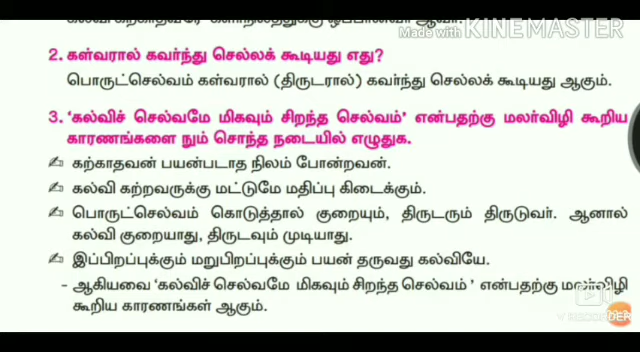 Made with KINEMASTER
2. கள்வரால் கவர்ந்து செல்லக் கூடியது எது?
பொருட்செல்வம் கள்வரால் (திருடரால்) கவர்ந்து செல்லக் கூடியது ஆகும்.
3. 'கல்விச் செல்வமே மிகவும் சிறந்த செல்வம்' என்பதற்கு மலர்விழி கூறிய
காரணங்களை நும் சொந்த நடையில் எழுதுக.
கற்காதவன் பயன்படாத நிலம் போன்றவன்.
கல்வி கற்றவருக்கு மட்டுமே மதிப்பு கிடைக்கும்.
பொருட்செல்வம் கொடுத்தால் குறையும், திருடரும் திருடுவர். ஆனால்
கல்வி குறையாது, திருடவும் முடியாது.
இப்பிறப்புக்கும் மறுபிறப்புக்கும் பயன் தருவது கல்வியே.
- ஆகியவை 'கல்விச் செல்வமே மிகவும் சிறந்த செல்வம் ' என்பதற்கு மலர்விழி
கூறிய காரணங்கள் ஆகும்.
RECORDER